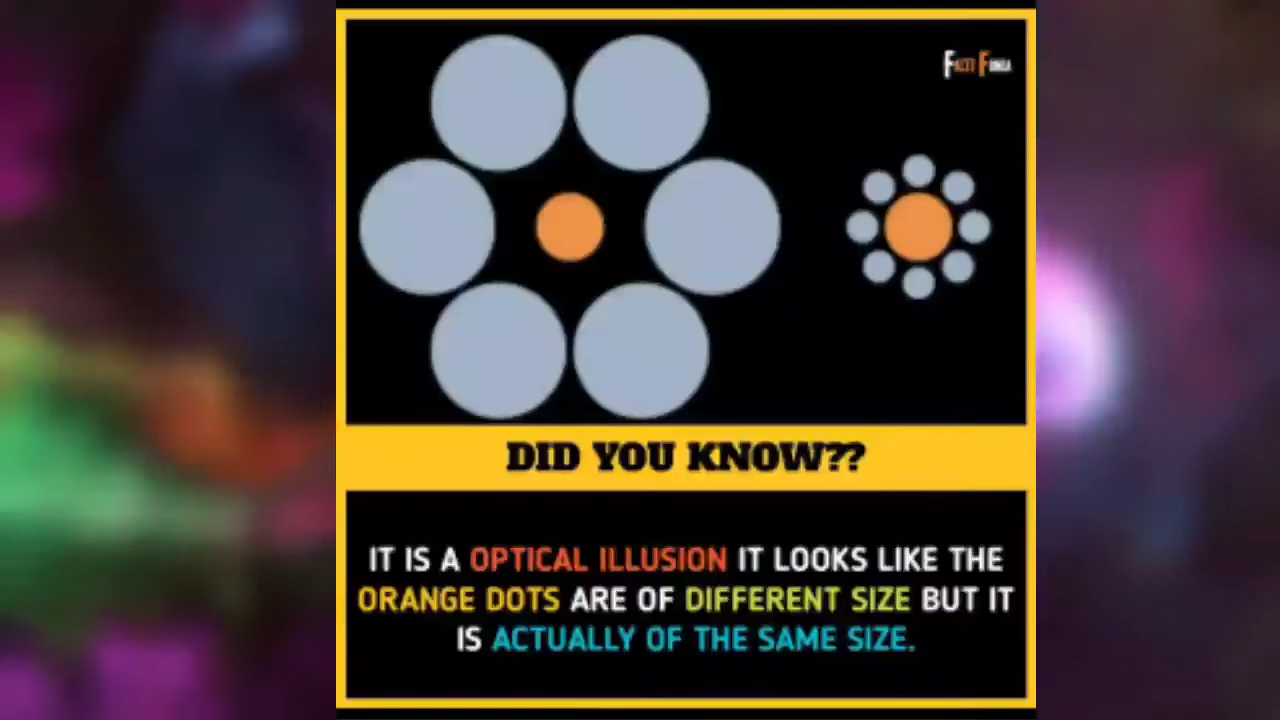 DID YOU KNOW??
IT IS A OPTICAL ILLUSION IT LOOKS LIKE THE
ORANGE DOTS ARE OF DIFFERENT SIZE BUT IT
IS ACTUALLY OF THE SAME SIZE.